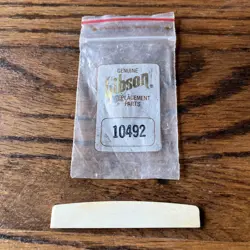 GENUINE
Gibson
REPLACEMENT
PARTS
10492